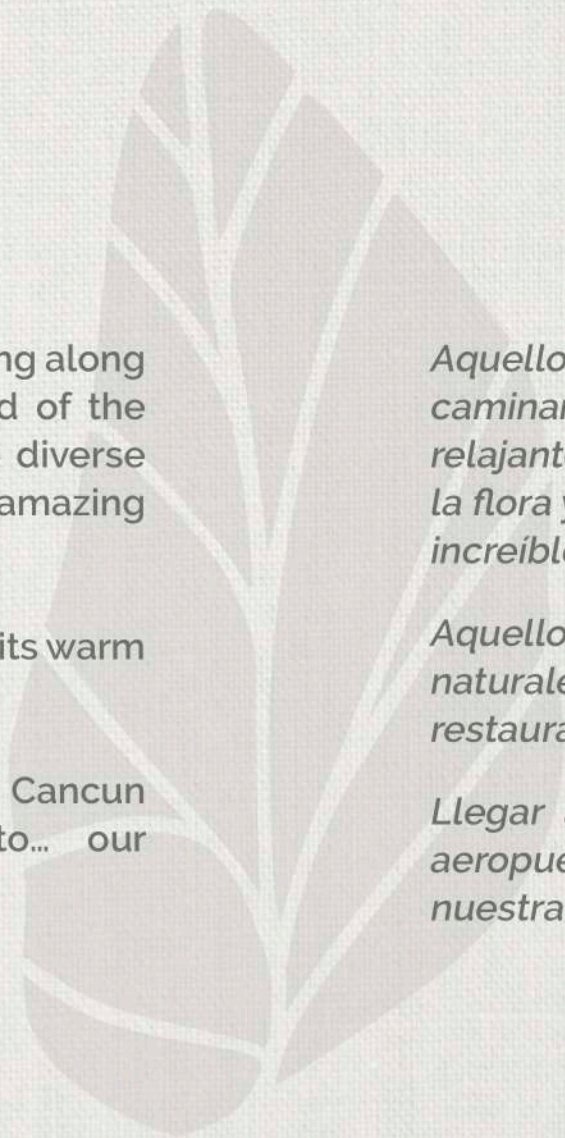 ng along
d of the
diverse
amazing
its warm
Cancun
to... our
Aquello
caminar
relajant
la flora y
increíbl
Aquello
naturale
restaura
Llegar
aeropue
nuestra